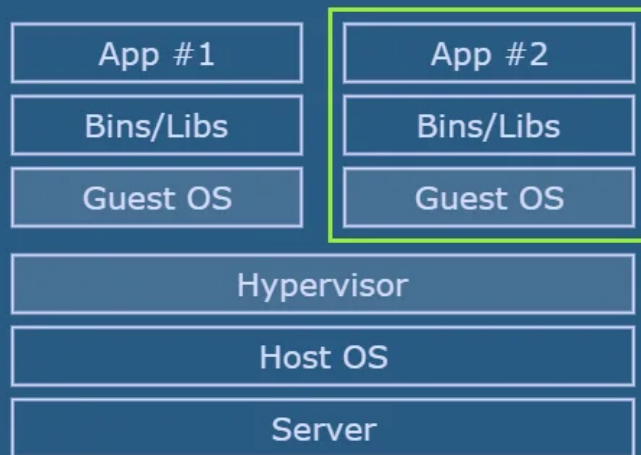 App #1
Bins/Libs
Guest OS
App #2
Bins/Libs
Guest OS
Hypervisor
Host OS
Server